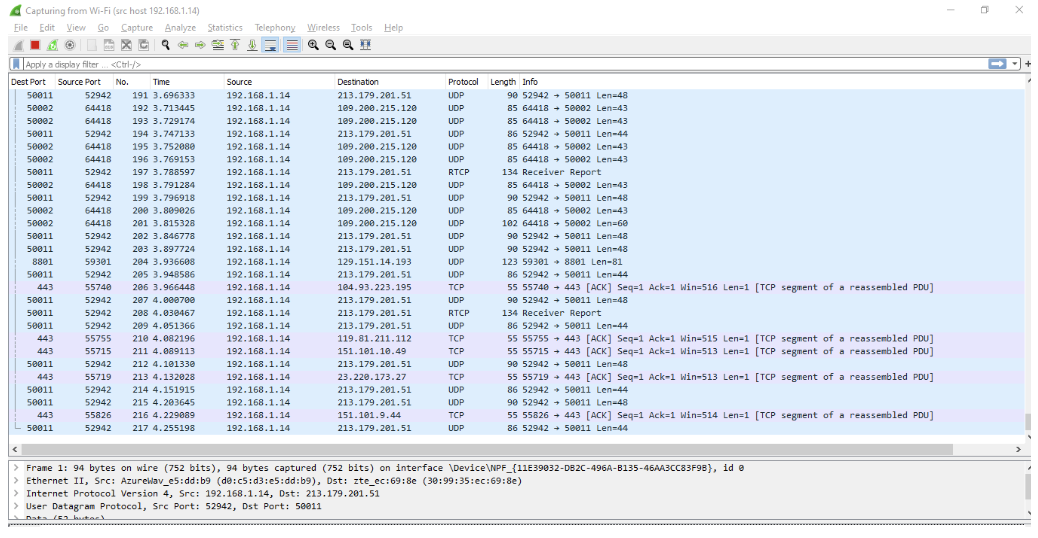 Capturing from Wi-Fi (src host 192.168.1.14)
File Edit View Go Capture Analyze Statistics Telephony Wireless Tools Help
Apply a display filter ... <Ctrl-/>
Dest Port Source Port No. Time Source Destination Protocol Length Info
50011 52942 191 3.696333 192.168.1.14 213.179.201.51 UDP 90 52942 → 50011 Len=48
50002 64418 192 3.713445 192.168.1.14 109.200.215.120 UDP 85 64418 → 50002 Len=43
50002 64418 193 3.729174 192.168.1.14 109.200.215.120 UDP 85 64418 → 50002 Len=43
50011 52942 194 3.747133 192.168.1.14 213.179.201.51 UDP 86 52942 → 50011 Len=44
50002 64418 195 3.752080 192.168.1.14 109.200.215.120 UDP 85 64418 → 50002 Len=43
50002 64418 196 3.769153 192.168.1.14 109.200.215.120 UDP 85 64418 → 50002 Len=43
50011 52942 197 3.788597 192.168.1.14 213.179.201.51 RTCP 134 Receiver Report
50002 64418 198 3.791284 192.168.1.14 109.200.215.120 UDP 85 64418 → 50002 Len=43
50011 52942 199 3.796918 192.168.1.14 213.179.201.51 UDP 90 52942 → 50011 Len=48
50002 64418 200 3.809026 192.168.1.14 109.200.215.120 UDP 85 64418 → 50002 Len=43
50002 64418 201 3.815328 192.168.1.14 109.200.215.120 UDP 102 64418 → 50002 Len=60
50011 52942 202 3.846778 192.168.1.14 213.179.201.51 UDP 90 52942 → 50011 Len=48
50011 52942 203 3.897724 192.168.1.14 213.179.201.51 UDP 90 52942 → 50011 Len=48
8801 59301 204 3.936608 192.168.1.14 129.151.14.193 UDP 123 59301 → 8801 Len=81
50011 52942 205 3.948586 192.168.1.14 213.179.201.51 UDP 86 52942 → 50011 Len=44
443 55740 206 3.966448 192.168.1.14 104.93.223.195 TCP 55 55740 → 443 [ACK] Seq=1 Ack=1 Win=516 Len=1 [TCP segment of a reassembled PDU]
50011 52942 207 4.000700 192.168.1.14 213.179.201.51 UDP 90 52942 → 50011 Len=48
50011 52942 208 4.030467 192.168.1.14 213.179.201.51 RTCP 134 Receiver Report
50011 52942 209 4.051366 192.168.1.14 213.179.201.51 UDP 86 52942 → 50011 Len=44
443 55755 210 4.082196 192.168.1.14 119.81.211.112 TCP 55 55755 → 443 [ACK] Seq=1 Ack=1 Win=515 Len=1 [TCP segment of a reassembled PDU]
443 55715 211 4.089113 192.168.1.14 151.101.10.49 TCP 55 55715 → 443 [ACK] Seq=1 Ack=1 Win=513 Len=1 [TCP segment of a reassembled PDU]
50011 52942 212 4.101330 192.168.1.14 213.179.201.51 UDP 90 52942 → 50011 Len=48
443 55719 213 4.132028 192.168.1.14 23.220.173.27 TCP 55 55719 → 443 [ACK] Seq=1 Ack=1 Win=513 Len=1 [TCP segment of a reassembled PDU]
50011 52942 214 4.151915 192.168.1.14 213.179.201.51 UDP 86 52942 → 50011 Len=44
50011 52942 215 4.203645 192.168.1.14 213.179.201.51 UDP 90 52942 → 50011 Len=48
443 55826 216 4.229089 192.168.1.14 151.101.9.44 TCP 55 55826 → 443 [ACK] Seq=1 Ack=1 Win=514 Len=1 [TCP segment of a reassembled PDU]
50011 52942 217 4.255198 192.168.1.14 213.179.201.51 UDP 86 52942 → 50011 Len=44
Frame 1: 94 bytes on wire (752 bits), 94 bytes captured (752 bits) on interface \Device\NPF_{11E39032-DB2C-496A-B135-46AA3CC83F9B}, id 0
Ethernet II, Src: AzureWav_e5:dd:b9 (d0:c5:d3:e5:dd:b9), Dst: zte_ec:69:8e (30:99:35:ec:69:8e)
Internet Protocol Version 4, Src: 192.168.1.14, Dst: 213.179.201.51
User Datagram Protocol, Src Port: 52942, Dst Port: 50011
Data (52 bytes)